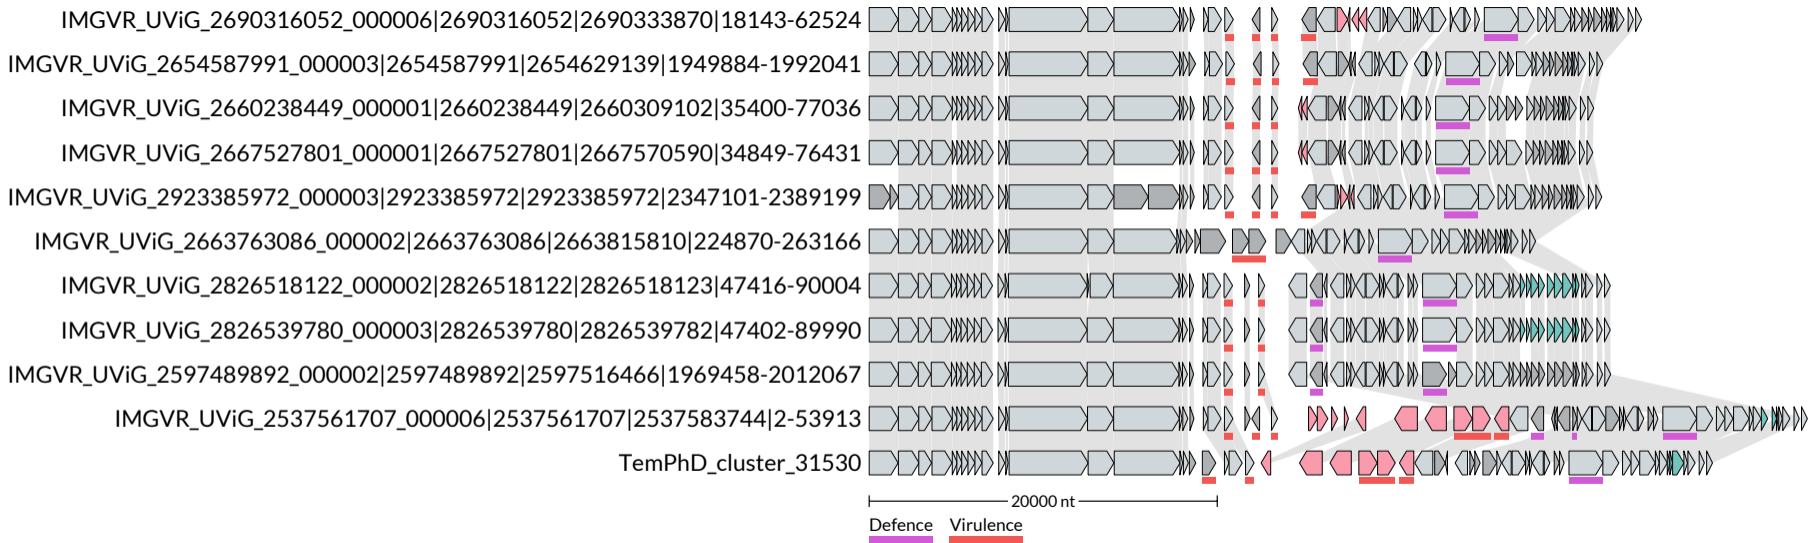 IMGVR_UViG_2690316052_000006|2690316052|2690333870|18143-62524
IMGVR_UViG_2654587991_000003|2654587991|2654629139|1949884-1992041
IMGVR_UViG_2660238449_000001|2660238449|2660309102|35400-77036
IMGVR_UViG_2667527801_000001|2667527801|2667570590|34849-76431
IMGVR_UViG_2923385972_000003|2923385972|2923385972|2347101-2389199
IMGVR_UViG_2663763086_000002|2663763086|2663815810|224870-263166
IMGVR_UViG_2826518122_000002|2826518122|2826518123|47416-90004
IMGVR_UViG_2826539780_000003|2826539780|2826539782|47402-89990
IMGVR_UViG_2597489892_000002|2597489892|2597516466|1969458-2012067
IMGVR_UViG_2537561707_000006|2537561707|2537583744|2-53913
TemPhD_cluster_31530
20000 nt
Defence Virulence